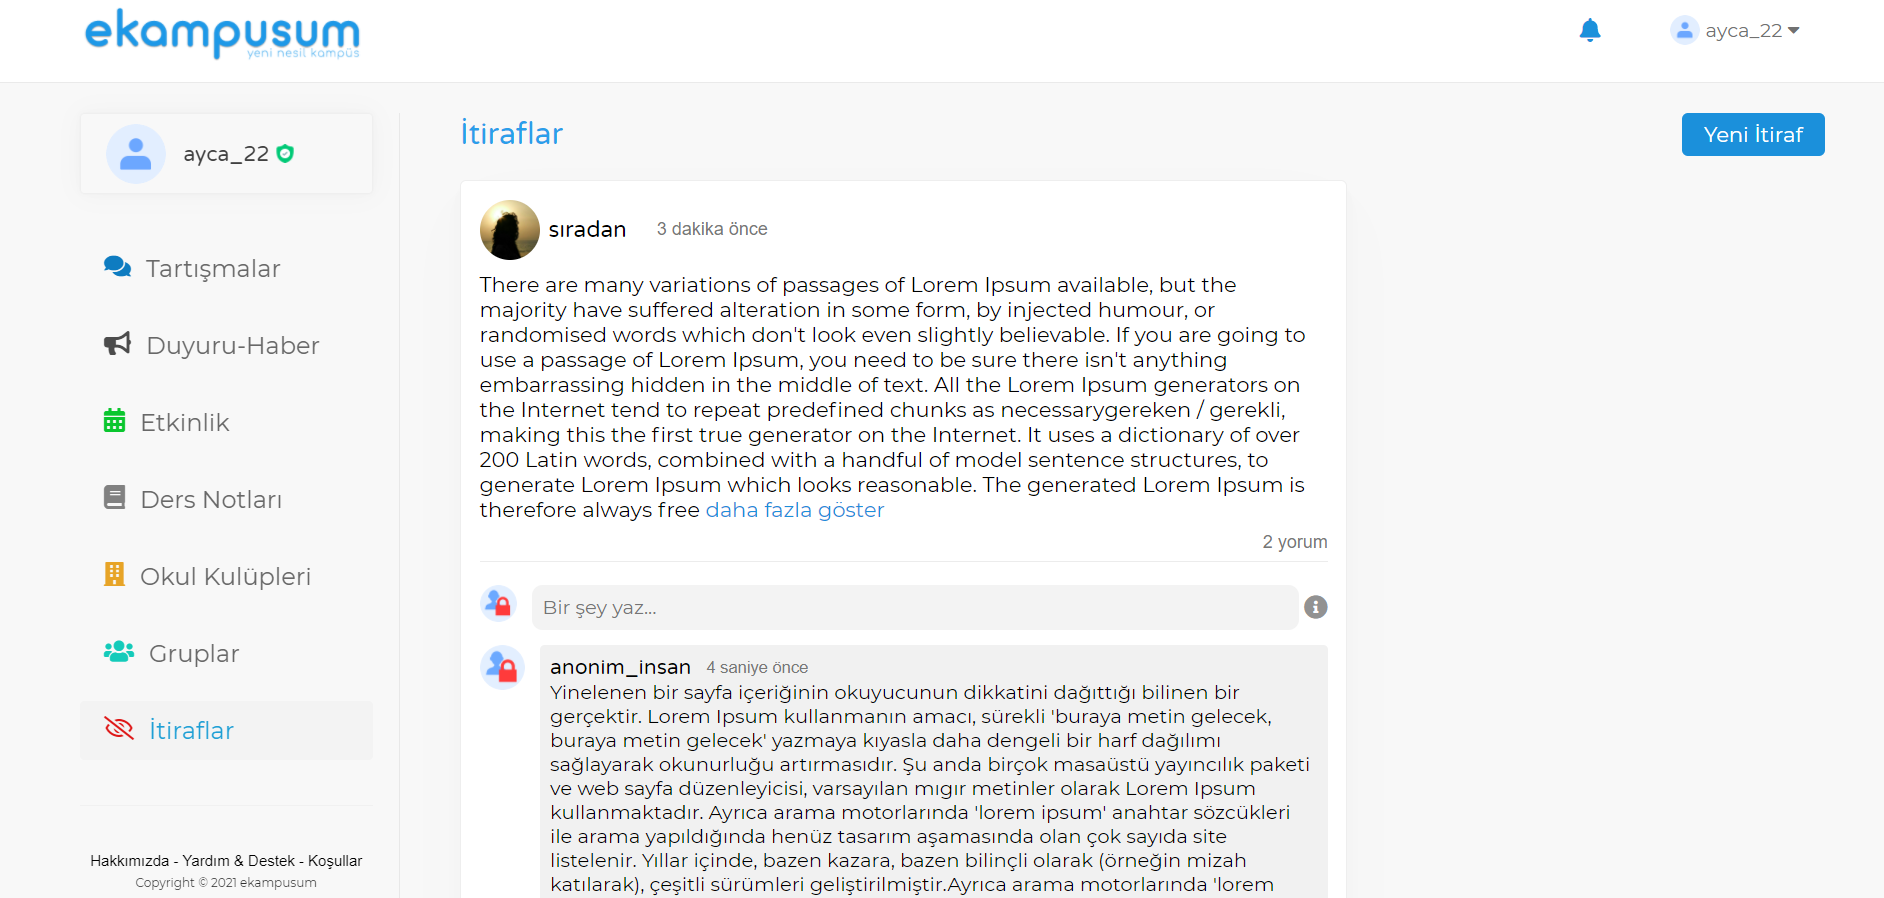 ekampusum
yeni nesil kampüs
ayca_22
ayca_22
Tartışmalar
Duyuru-Haber
Etkinlik
Ders Notları
Okul Kulüpleri
Gruplar
İtiraflar
Hakkımızda - Yardım & Destek - Koşullar
Copyright © 2021 ekampusum
İtiraflar
Yeni İtiraf
sıradan 3 dakika önce
There are many variations of passages of Lorem Ipsum available, but the
majority have suffered alteration in some form, by injected humour, or
randomised words which don't look even slightly believable. If you are going to
use a passage of Lorem Ipsum, you need to be sure there isn't anything
embarrassing hidden in the middle of text. All the Lorem Ipsum generators on
the Internet tend to repeat predefined chunks as necessarygereken / gerekli,
making this the first true generator on the Internet. It uses a dictionary of over
200 Latin words, combined with a handful of model sentence structures, to
generate Lorem Ipsum which looks reasonable. The generated Lorem Ipsum is
therefore always free daha fazla göster
2 yorum
Bir şey yaz...
anonim_insan 4 saniye önce
Yinelenen bir sayfa içeriğinin okuyucunun dikkatini dağıttığı bilinen bir
gerçektir. Lorem Ipsum kullanmanın amacı, sürekli 'buraya metin gelecek,
buraya metin gelecek' yazmaya kıyasla daha dengeli bir harf dağılımı
sağlayarak okunurluğu artırmasıdır. Şu anda birçok masaüstü yayıncılık paketi
ve web sayfa düzenleyicisi, varsayılan mıgır metinler olarak Lorem Ipsum
kullanmaktadır. Ayrıca arama motorlarında 'lorem ipsum' anahtar sözcükleri
ile arama yapıldığında henüz tasarım aşamasında olan çok sayıda site
listelenir. Yıllar içinde, bazen kazara, bazen bilinçli olarak (örneğin mizah
katılarak), çeşitli sürümleri geliştirilmiştir.Ayrıca arama motorlarında 'lorem